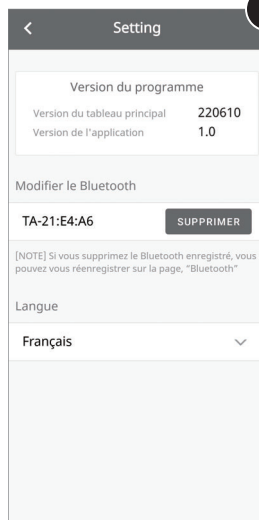 Setting
Version du programme
Version du tableau principal 220610
Version de l'application 1.0
Modifier le Bluetooth
TA-21:E4:A6 SUPPRIMER
[NOTE] Si vous supprimez le Bluetooth enregistré, vous
pouvez vous réenregistrer sur la page, "Bluetooth"
Langue
Français